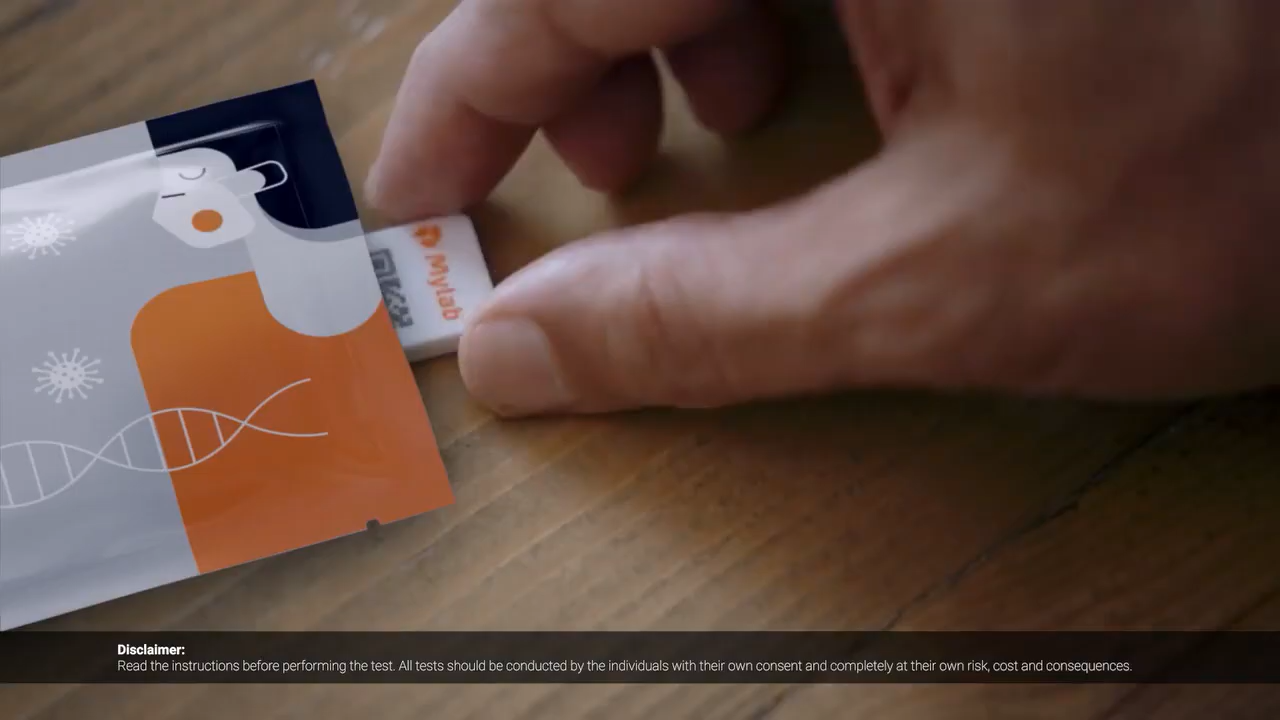 Mylab
Disclaimer:
Read the instructions before performing the test. All tests should be conducted by the individuals with their own consent and completely at their own risk, cost and consequences.